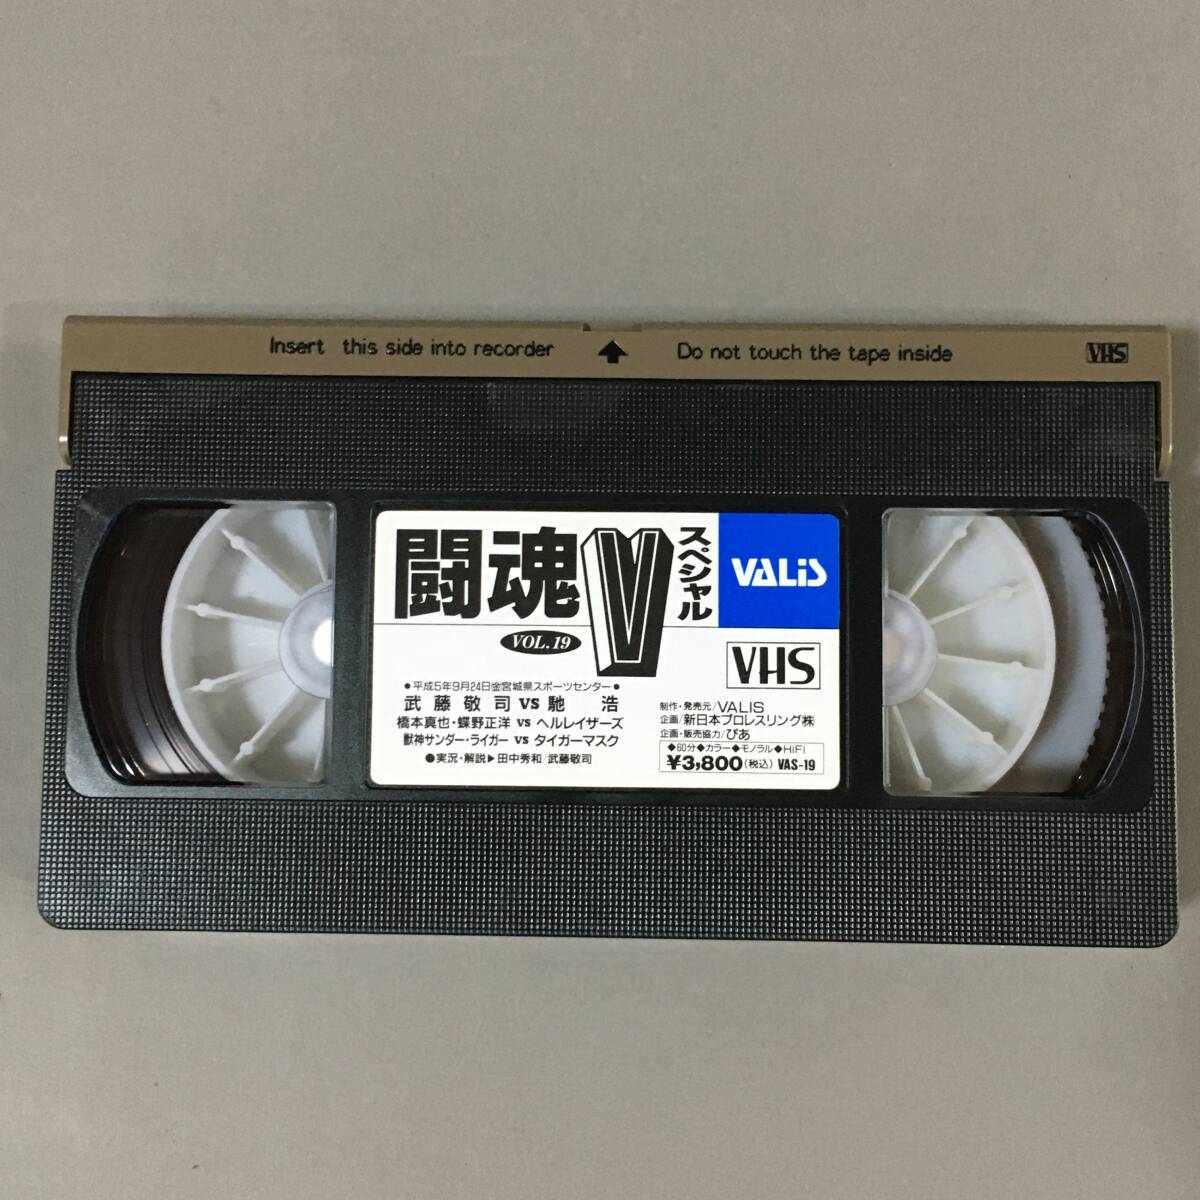 Insert this side into recorder Do not touch the tape inside VHS
闘魂Vスペシャル
VALiS
VOL.19
VHS
●平成5年9月24日金宮城県スポーツセンター●
武藤敬司 VS 馳 浩
橋本真也・蝶野正洋 VS ヘルレイザーズ
獣神サンダー・ライガー VS タイガーマスク
●実況・解説▶田中秀和/武藤敬司
制作・発売元/VALIS
企画/新日本プロレスリング㈱
企画・販売協力/ぴあ
◆60分◆カラー◆モノラル◆HiFi
¥3,800(税込) VAS-19